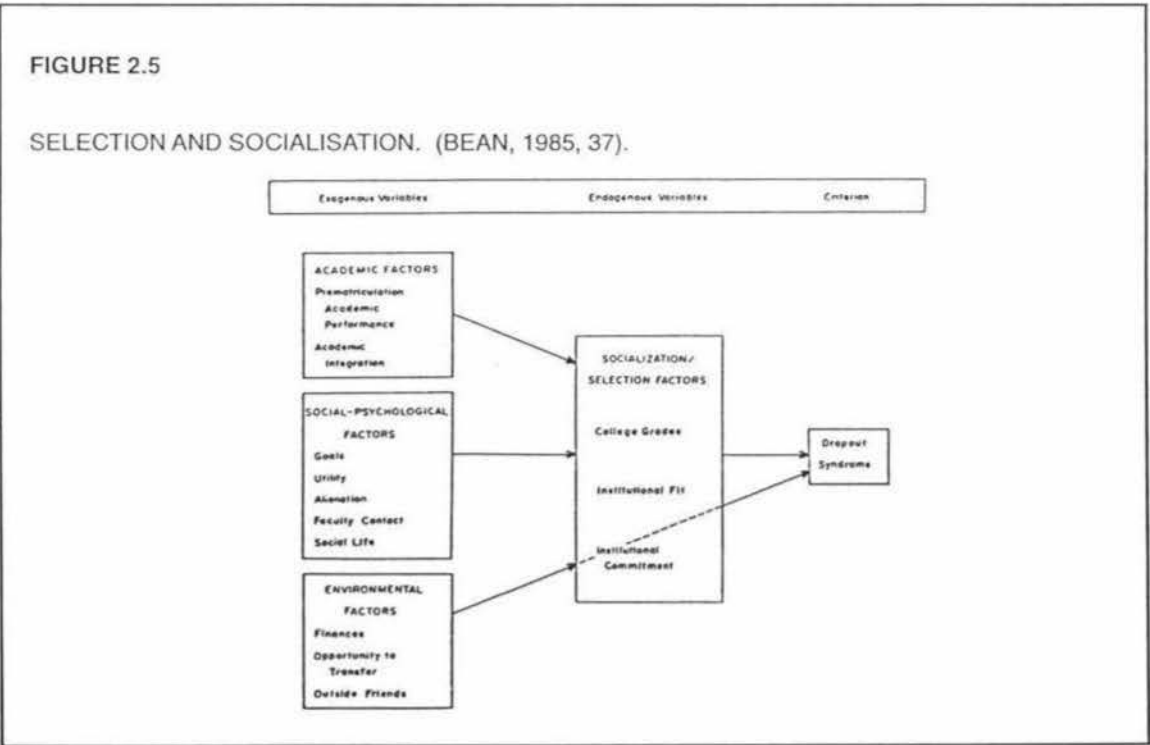 FIGURE 2.5
SELECTION AND SOCIALISATION. (BEAN, 1985, 37).
Exogenous Variables Endogenous Variables Criterion
ACADEMIC FACTORS
Prematriculation
Academic
Performance
Academic
Integration
SOCIAL-PSYCHOLOGICAL
FACTORS
Goals
Utility
Alienation
Faculty Contact
Social Life
ENVIRONMENTAL
FACTORS
Finances
Opportunity to
Transfer
Outside Friends
SOCIALIZATION/
SELECTION FACTORS
College Grades
Institutional Fit
Institutional
Commitment
Dropout
Syndrome